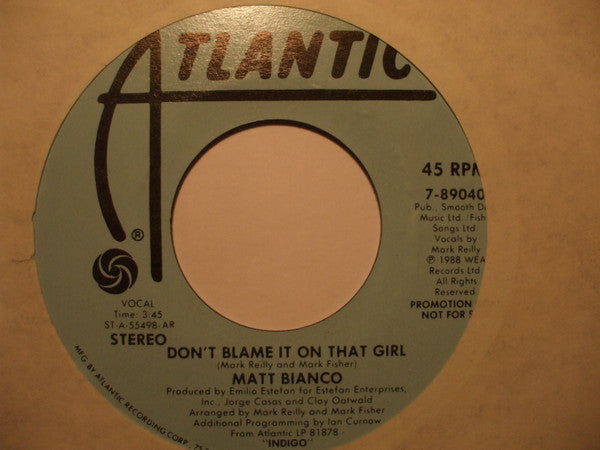 ATLANTIC
®
45 RPM
7-89040
Pub., Smooth
Music Ltd./Fish
Songs Ltd.
Vocals by
Mark Reilly
℗ 1988 WEA
Records Ltd.
All Rights
Reserved
PROMOTION
NOT FOR S
VOCAL
Time: 3:45
ST-A-55498-AR
STEREO
DON'T BLAME IT ON THAT GIRL
(Mark Reilly and Mark Fisher)
MATT BIANCO
Produced by Emilio Estefan for Estefan Enterprises,
Inc., Jorge Casas and Clay Ostwald
Arranged by Mark Reilly and Mark Fisher
Additional Programming by Ian Curnow
From Atlantic LP 81878 -
"INDIGO"
MFG. BY ATLANTIC RECORDING CORP., 75